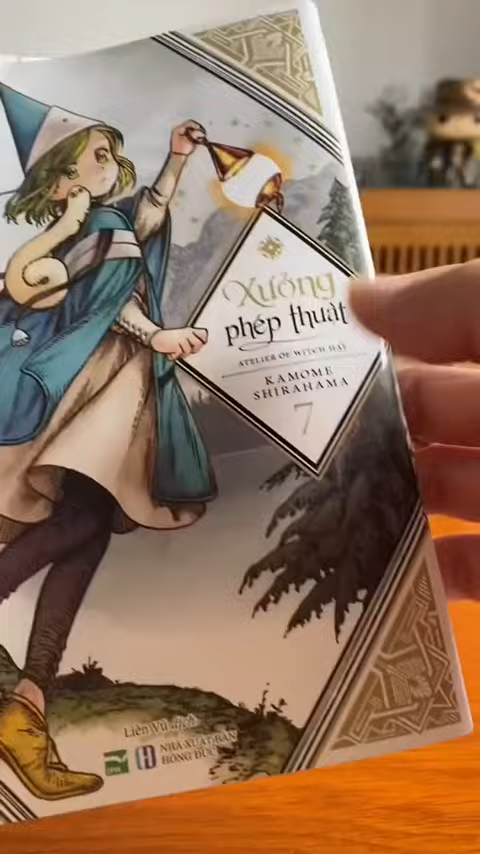 Xưởng
phép thuật
ATELIER OF WITCH HAT
KAMOME
SHIRAHAMA
7
Liên Vũ dịch
NHÀ XUẤT BẢN
HỒNG ĐỨC